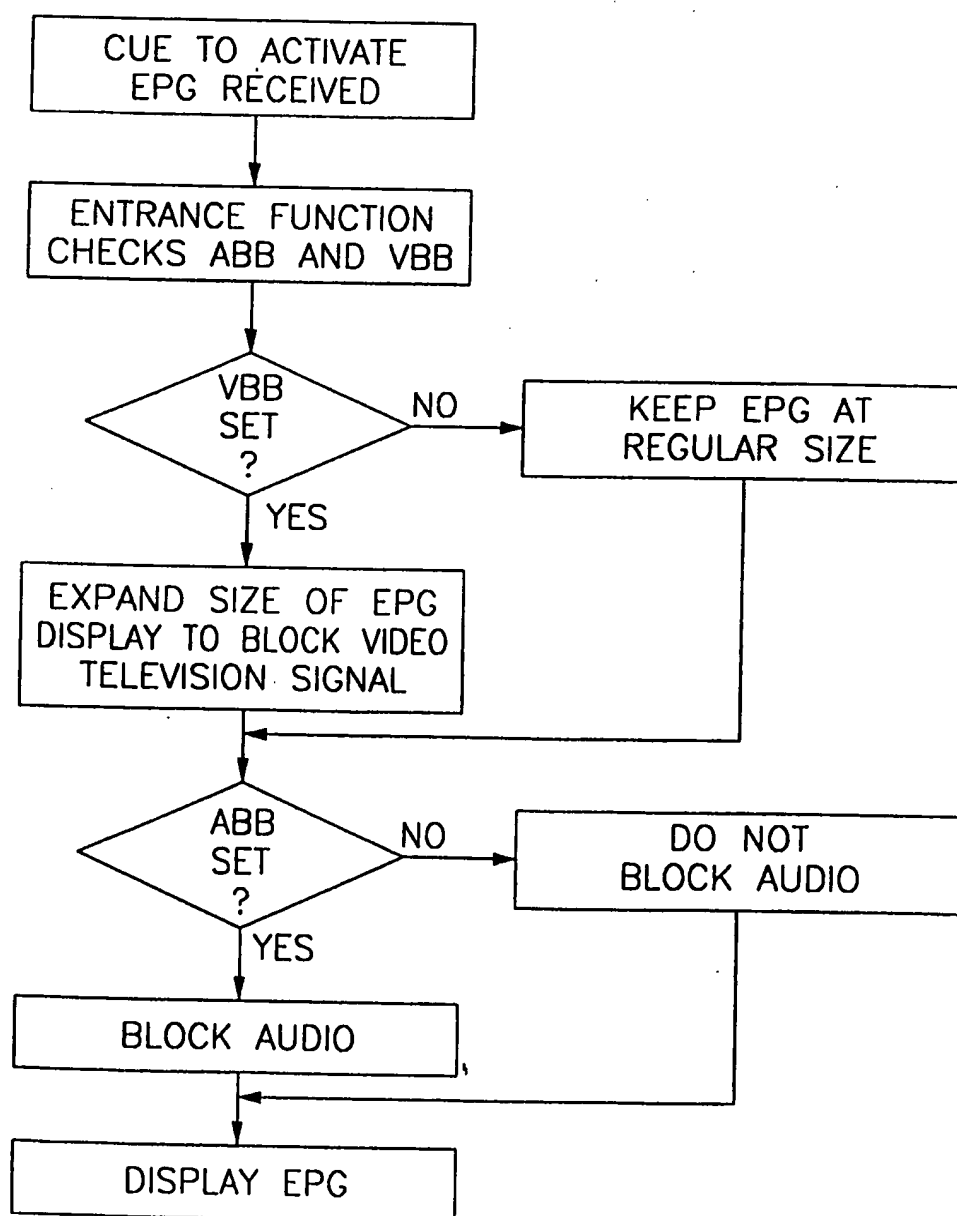 CUE TO ACTIVATE
EPG RECEIVED
ENTRANCE FUNCTION
CHECKS ABB AND VBB
VBB
SET
?
NO
KEEP EPG AT
REGULAR SIZE
YES
EXPAND SIZE OF EPG
DISPLAY TO BLOCK VIDEO
TELEVISION SIGNAL
ABB
SET
?
NO
DO NOT
BLOCK AUDIO
YES
BLOCK AUDIO
DISPLAY EPG